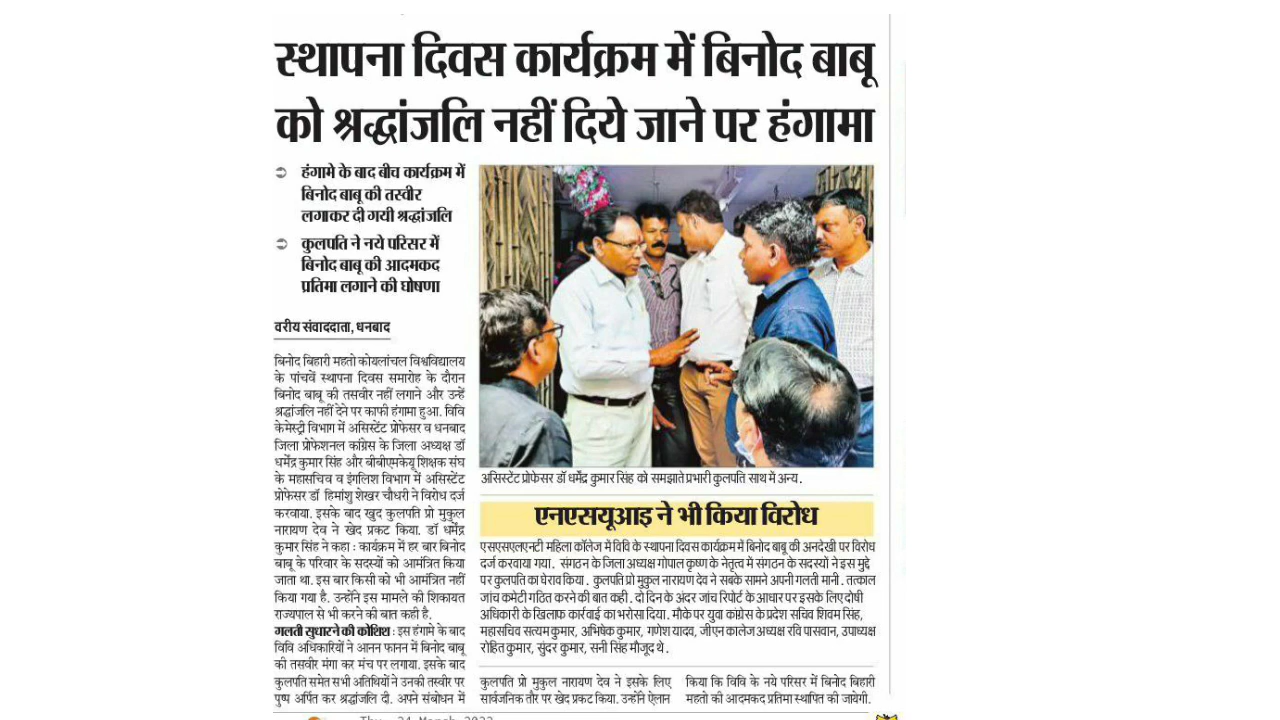 स्थापना दिवस कार्यक्रम में बिनोद बाबू
को श्रद्धांजलि नहीं दिये जाने पर हंगामा
हंगामे के बाद बीच कार्यक्रम में
बिनोद बाबू की तस्वीर
लगाकर दी गयी श्रद्धांजलि
कुलपति ने नये परिसर में
बिनोद बाबू की आदमकद
प्रतिमा लगाने की घोषणा
वरीय संवाददाता, धनबाद
बिनोद बिहारी महतो कोयलांचल विश्वविद्यालय
के पांचवें स्थापना दिवस समारोह के दौरान
बिनोद बाबू की तसवीर नहीं लगाने और उन्हें
श्रद्धांजलि नहीं देने पर काफी हंगामा हुआ. विवि
केमेस्ट्री विभाग में असिस्टेंट प्रोफेसर व धनबाद
जिला प्रोफेशनल कांग्रेस के जिला अध्यक्ष डॉ
धर्मेंद्र कुमार सिंह और बीबीएमकेयू शिक्षक संघ
के महासचिव व इंगलिश विभाग में असिस्टेंट
प्रोफेसर डॉ हिमांशु शेखर चौधरी ने विरोध दर्ज
करवाया. इसके बाद खुद कुलपति प्रो मुकुल
नारायण देव ने खेद प्रकट किया. डॉ धर्मेंद्र
कुमार सिंह ने कहा : कार्यक्रम में हर बार बिनोद
बाबू के परिवार के सदस्यों को आमंत्रित किया
जाता था. इस बार किसी को भी आमंत्रित नहीं
किया गया है. उन्होंने इस मामले की शिकायत
राज्यपाल से भी करने की बात कही है.
गलती सुधारने की कोशिश : इस हंगामे के बाद
विवि अधिकारियों ने आनन फानन में बिनोद बाबू
की तसवीर मंगा कर मंच पर लगाया. इसके बाद
कुलपति समेत सभी अतिथियों ने उनकी तस्वीर पर
पुष्प अर्पित कर श्रद्धांजलि दी. अपने संबोधन में
असिस्टेंट प्रोफेसर डॉ धर्मेंद्र कुमार सिंह को समझाते प्रभारी कुलपति साथ में अन्य.
एनएसयूआइ ने भी किया विरोध
एसएसएलएनटी महिला कॉलेज में विवि के स्थापना दिवस कार्यक्रम में बिनोद बाबू की अनदेखी पर विरोध
दर्ज करवाया गया. संगठन के जिला अध्यक्ष गोपाल कृष्ण के नेतृत्व में संगठन के सदस्यों ने इस मुद्दे
पर कुलपति का घेराव किया. कुलपति प्रो मुकुल नारायण देव ने सबके सामने अपनी गलती मानी. तत्काल
जांच कमेटी गठित करने की बात कही. दो दिन के अंदर जांच रिपोर्ट के आधार पर इसके लिए दोषी
अधिकारी के खिलाफ कार्रवाई का भरोसा दिया. मौके पर युवा कांग्रेस के प्रदेश सचिव शिवम सिंह,
महासचिव सत्यम कुमार, अभिषेक कुमार, गणेश यादव, जीएन कालेज अध्यक्ष रवि पासवान, उपाध्यक्ष
रोहित कुमार, सुंदर कुमार, सनी सिंह मौजूद थे.
कुलपति प्रो मुकुल नारायण देव ने इसके लिए
सार्वजनिक तौर पर खेद प्रकट किया. उन्होंने ऐलान
किया कि विवि के नये परिसर में बिनोद बिहारी
महतो की आदमकद प्रतिमा स्थापित की जायेगी.
Thu, 24 March 2022